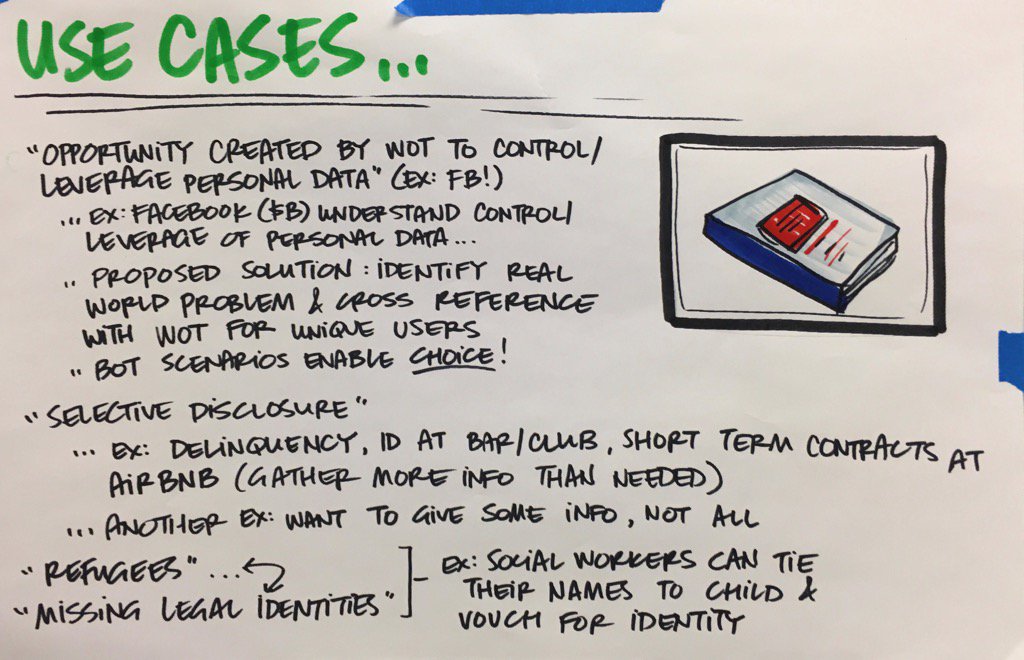 USE CASES...
"OPPORTUNITY CREATED BY WOT TO CONTROL/
LEVERAGE PERSONAL DATA" (EX: FB!)
... EX: FACEBOOK ($B) UNDERSTAND CONTROL/
LEVERAGE OF PERSONAL DATA...
.. PROPOSED SOLUTION: IDENTIFY REAL
WORLD PROBLEM & CROSS REFERENCE
WITH WOT FOR UNIQUE USERS
" BOT SCENARIOS ENABLE CHOICE!
"SELECTIVE DISCLOSURE"
... EX: DELINQUENCY, ID AT BAR/CLUB, SHORT TERM CONTRACTS AT
AIRBNB (GATHER MORE INFO THAN NEEDED)
... ANOTHER EX: WANT TO GIVE SOME INFO, NOT ALL
"REFUGEES"...
"MISSING LEGAL IDENTITIES"
EX: SOCIAL WORKERS CAN TIE
THEIR NAMES TO CHILD &
VOUCH FOR IDENTITY